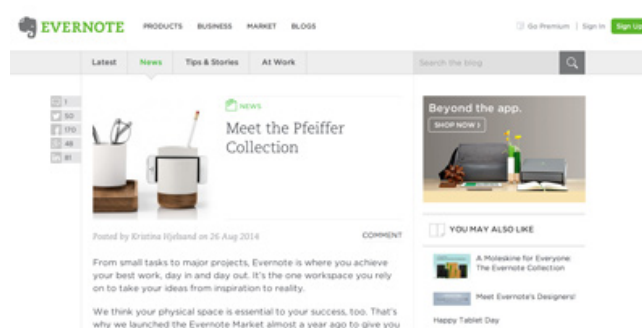 EVERNOTE
PRODUCTS BUSINESS MARKET BLOGS
Go Premium | Sign In Sign Up
Latest News Tips & Stories At Work
Search the blog
1
50
170
48
81
NEWS
Meet the Pfeiffer
Collection
Posted by Kristina Hjelsand on 26 Aug 2014
COMMENT
From small tasks to major projects, Evernote is where you achieve
your best work, day in and day out. It's the one workspace you rely
on to take your ideas from inspiration to reality.
We think your physical space is essential to your success, too. That's
why we launched the Evernote Market almost a year ago to give you
Beyond the app.
SHOP NOW >
YOU MAY ALSO LIKE
A Moleskine for Everyone:
The Evernote Collection
Meet Evernote's Designers!
Happy Tablet Day